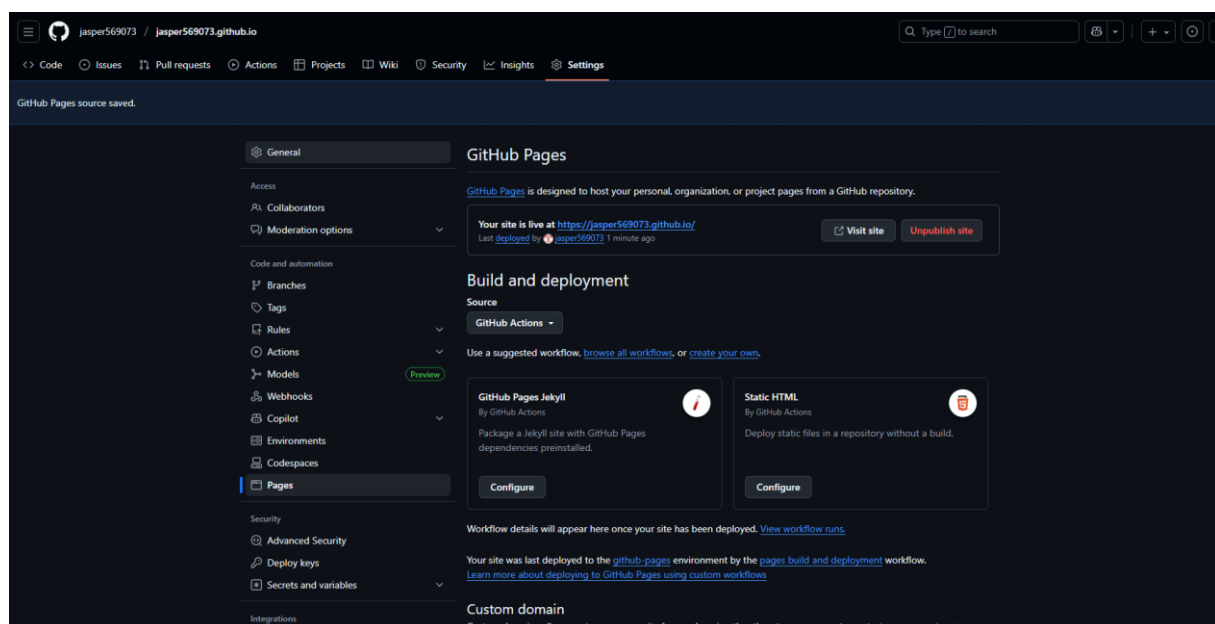 jasper569073 / jasper569073.github.io
Type / to search
Code Issues Pull requests Actions Projects Wiki Security Insights Settings
GitHub Pages source saved.
General
Access
Collaborators
Moderation options
Code and automation
Branches
Tags
Rules
Actions
Models Preview
Webhooks
Copilot
Environments
Codespaces
Pages
Security
Advanced Security
Deploy keys
Secrets and variables
Integrations
GitHub Pages
GitHub Pages is designed to host your personal, organization, or project pages from a GitHub repository.
Your site is live at https://jasper569073.github.io/
Last deployed by jasper569073 1 minute ago
Visit site
Unpublish site
Build and deployment
Source
GitHub Actions
Use a suggested workflow, browse all workflows, or create your own.
GitHub Pages Jekyll
By GitHub Actions
Package a Jekyll site with GitHub Pages
dependencies preinstalled.
Configure
Static HTML
By GitHub Actions
Deploy static files in a repository without a build.
Configure
Workflow details will appear here once your site has been deployed. View workflow runs.
Your site was last deployed to the github-pages environment by the pages build and deployment workflow.
Learn more about deploying to GitHub Pages using custom workflows
Custom domain